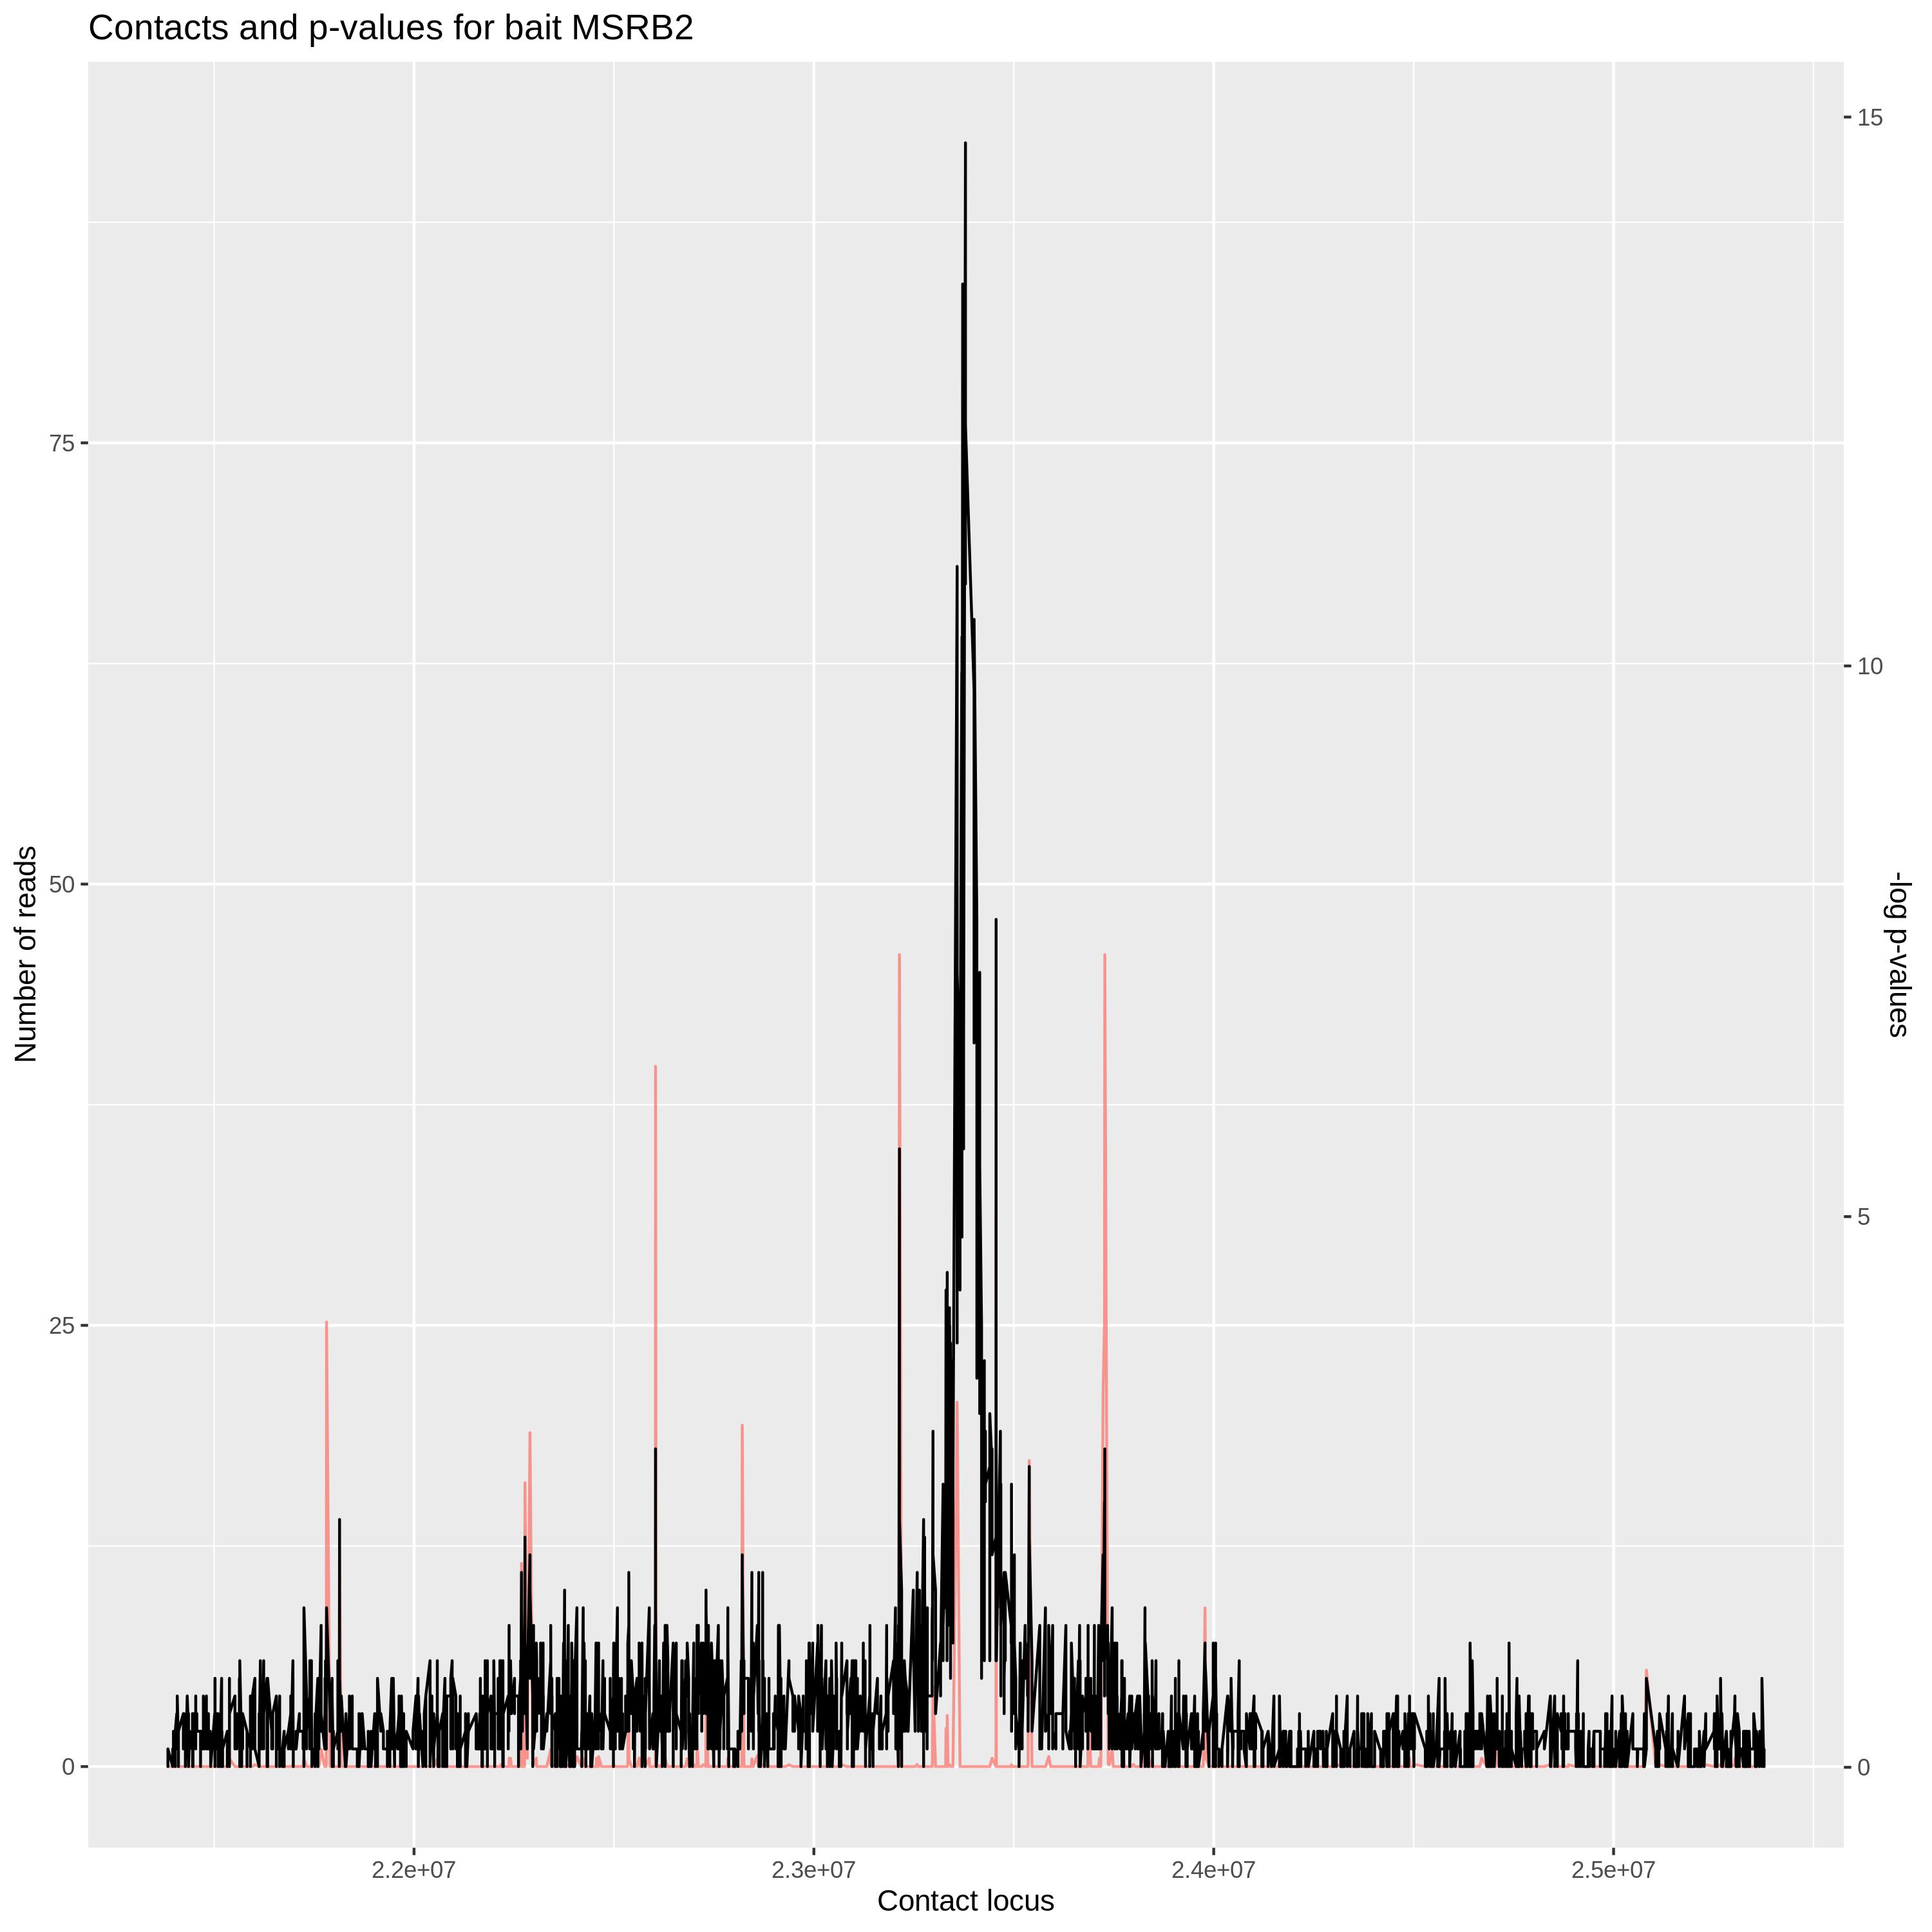 Contacts and p-values for bait MSRB2
15
75
10
Number of reads
50
-log p-values
5
25
0
0
2.2e+07
2.3e+07
2.4e+07
2.5e+07
Contact locus